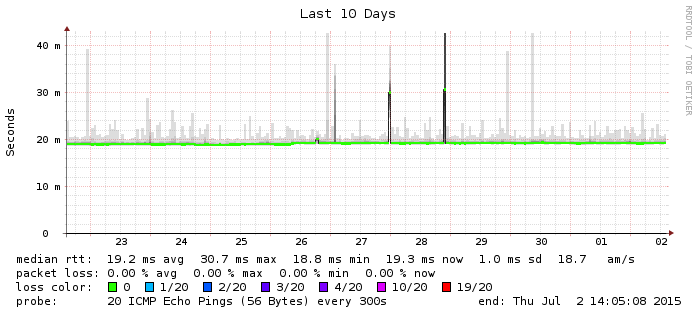 Last 10 Days
RRDTOOL / TOBI OETIKER
Seconds
40 m
30 m
20 m
10 m
0
23 24 25 26 27 28 29 30 01 02
median rtt: 19.2 ms avg 30.7 ms max 18.8 ms min 19.3 ms now 1.0 ms sd 18.7 am/s
packet loss: 0.00 % avg 0.00 % max 0.00 % min 0.00 % now
loss color: 0 1/20 2/20 3/20 4/20 10/20 19/20
probe: 20 ICMP Echo Pings (56 Bytes) every 300s end: Thu Jul 2 14:05:08 2015